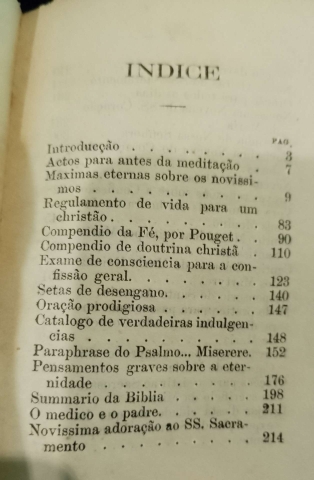 INDICE
PAG.
Introducção . . . . . . . 3
Actos para antes da meditação . 7
Maximas eternas sobre os novissi-
mos . . . . . . . . 9
Regulamento de vida para um
christão. . . . . . . . 83
Compendio da Fé, por Pouget . . 90
Compendio de doutrina christã . 110
Exame de consciencia para a con-
fissão geral. . . . . . . 123
Setas de desengano. . . . . 140
Oração prodigiosa . . . . . 147
Catalogo de verdadeiras indulgen-
cias . . . . . . . . 148
Paraphrase do Psalmo... Miserere. 152
Pensamentos graves sobre a eter-
nidade . . . . . . . 176
Summario da Biblia . . . . 198
O medico e o padre. . . . . 211
Novissima adoração ao SS. Sacra-
mento . . . . . . . 214